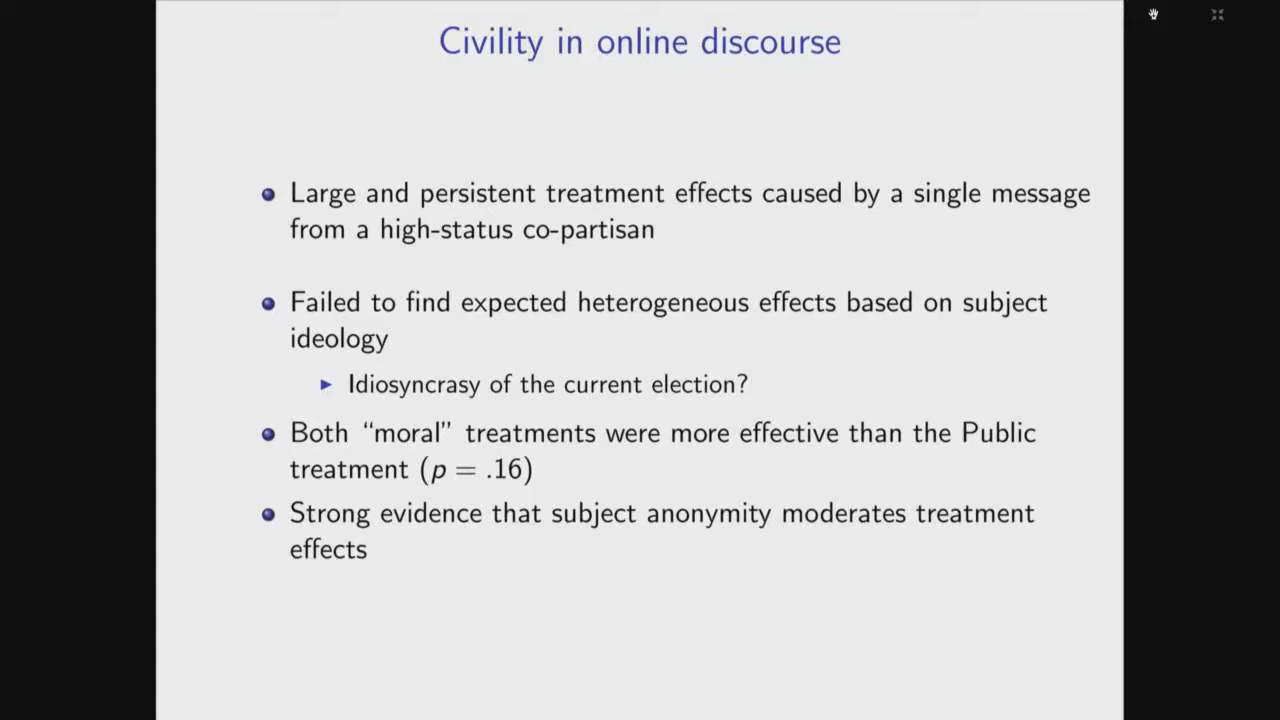 Civility in online discourse
Large and persistent treatment effects caused by a single message
from a high-status co-partisan
Failed to find expected heterogeneous effects based on subject
ideology
Idiosyncrasy of the current election?
Both “moral” treatments were more effective than the Public
treatment (p = .16)
Strong evidence that subject anonymity moderates treatment
effects